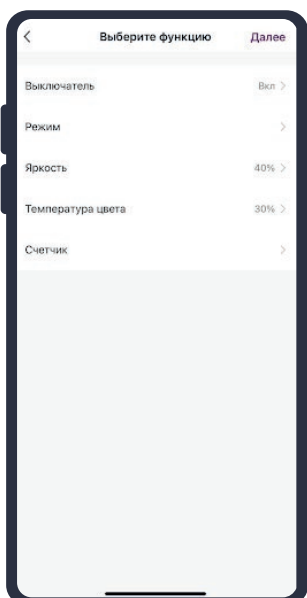 Выберите функцию Далее
Выключатель Вкл
Режим
Яркость 40%
Температура цвета 30%
Счетчик